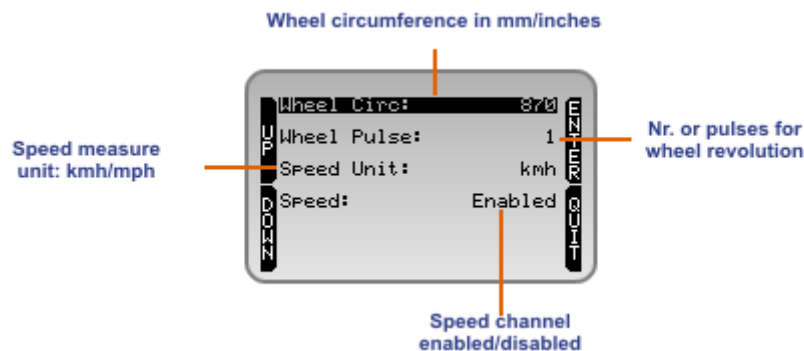 Wheel circumference in mm/inches
Wheel Circ: 870
Wheel Pulse: 1
Speed Unit: kmh
Speed: Enabled
UP
DOWN
ENTER
QUIT
Speed measure
unit: kmh/mph
Nr. or pulses for
wheel revolution
Speed channel
enabled/disabled